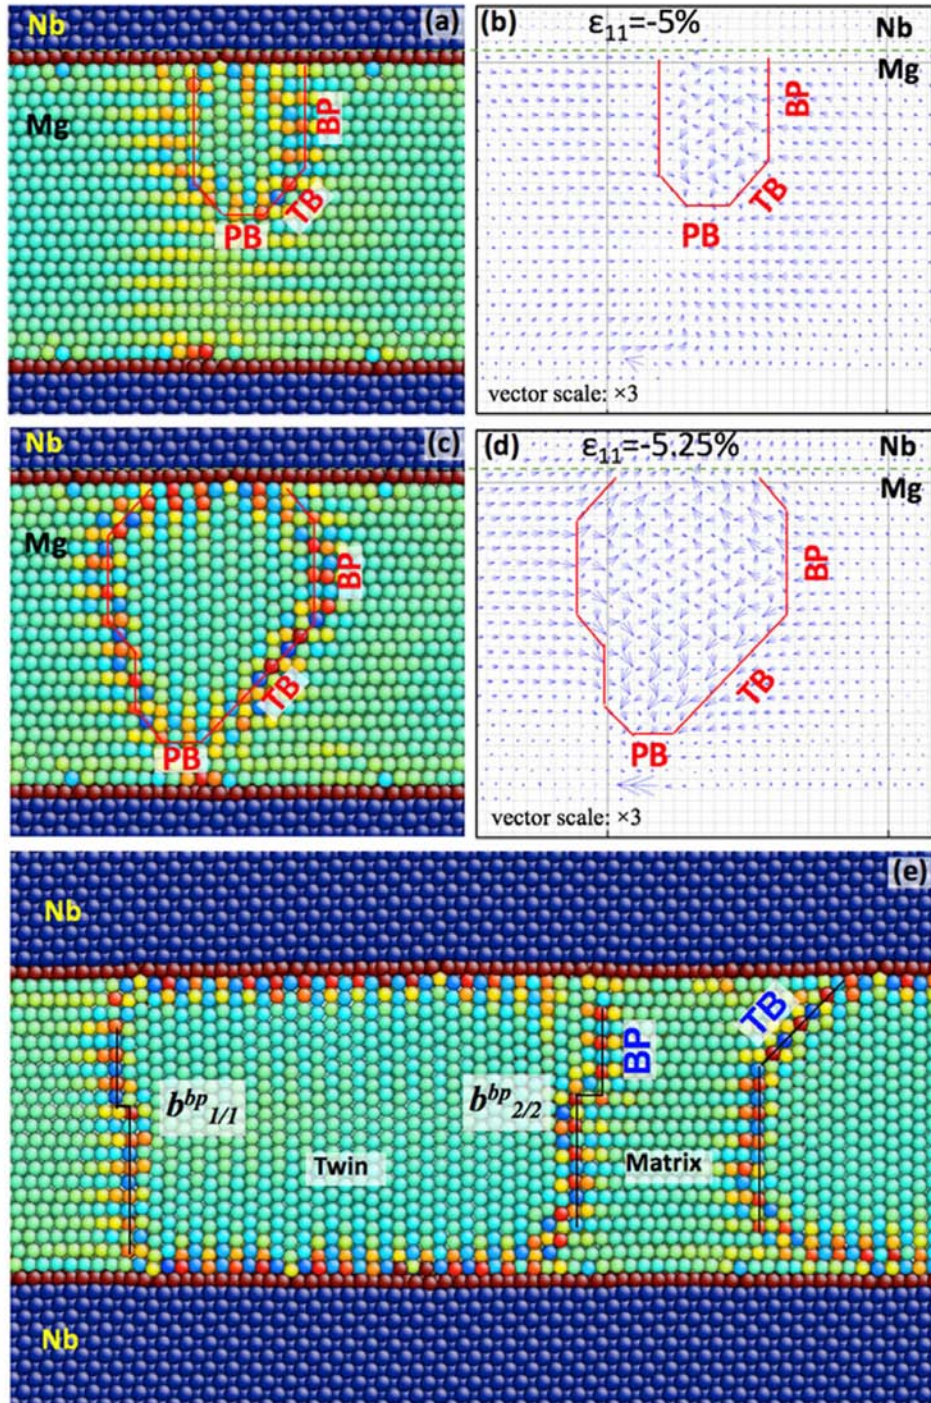 Nb
(a)
Mg
BP
TB
PB
(b)
ε₁₁=-5%
Nb
Mg
BP
TB
PB
vector scale: ×3
Nb
(c)
Mg
BP
TB
PB
(d)
ε₁₁=-5.25%
Nb
Mg
BP
TB
PB
vector scale: ×3
(e)
Nb
TB
BP
b^bp_1/1
b^bp_2/2
Twin
Matrix
Nb